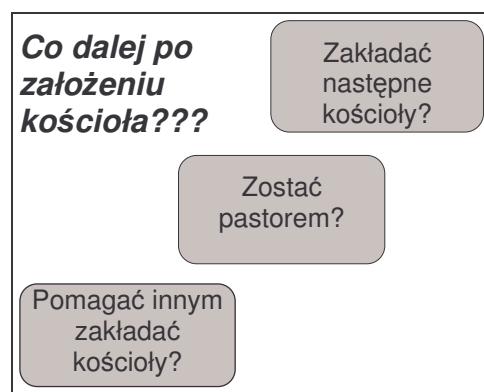 Co dalej po
założeniu
kościoła???
Zakładać
następne
kościoły?
Zostać
pastorem?
Pomagać innym
zakładać
kościoły?